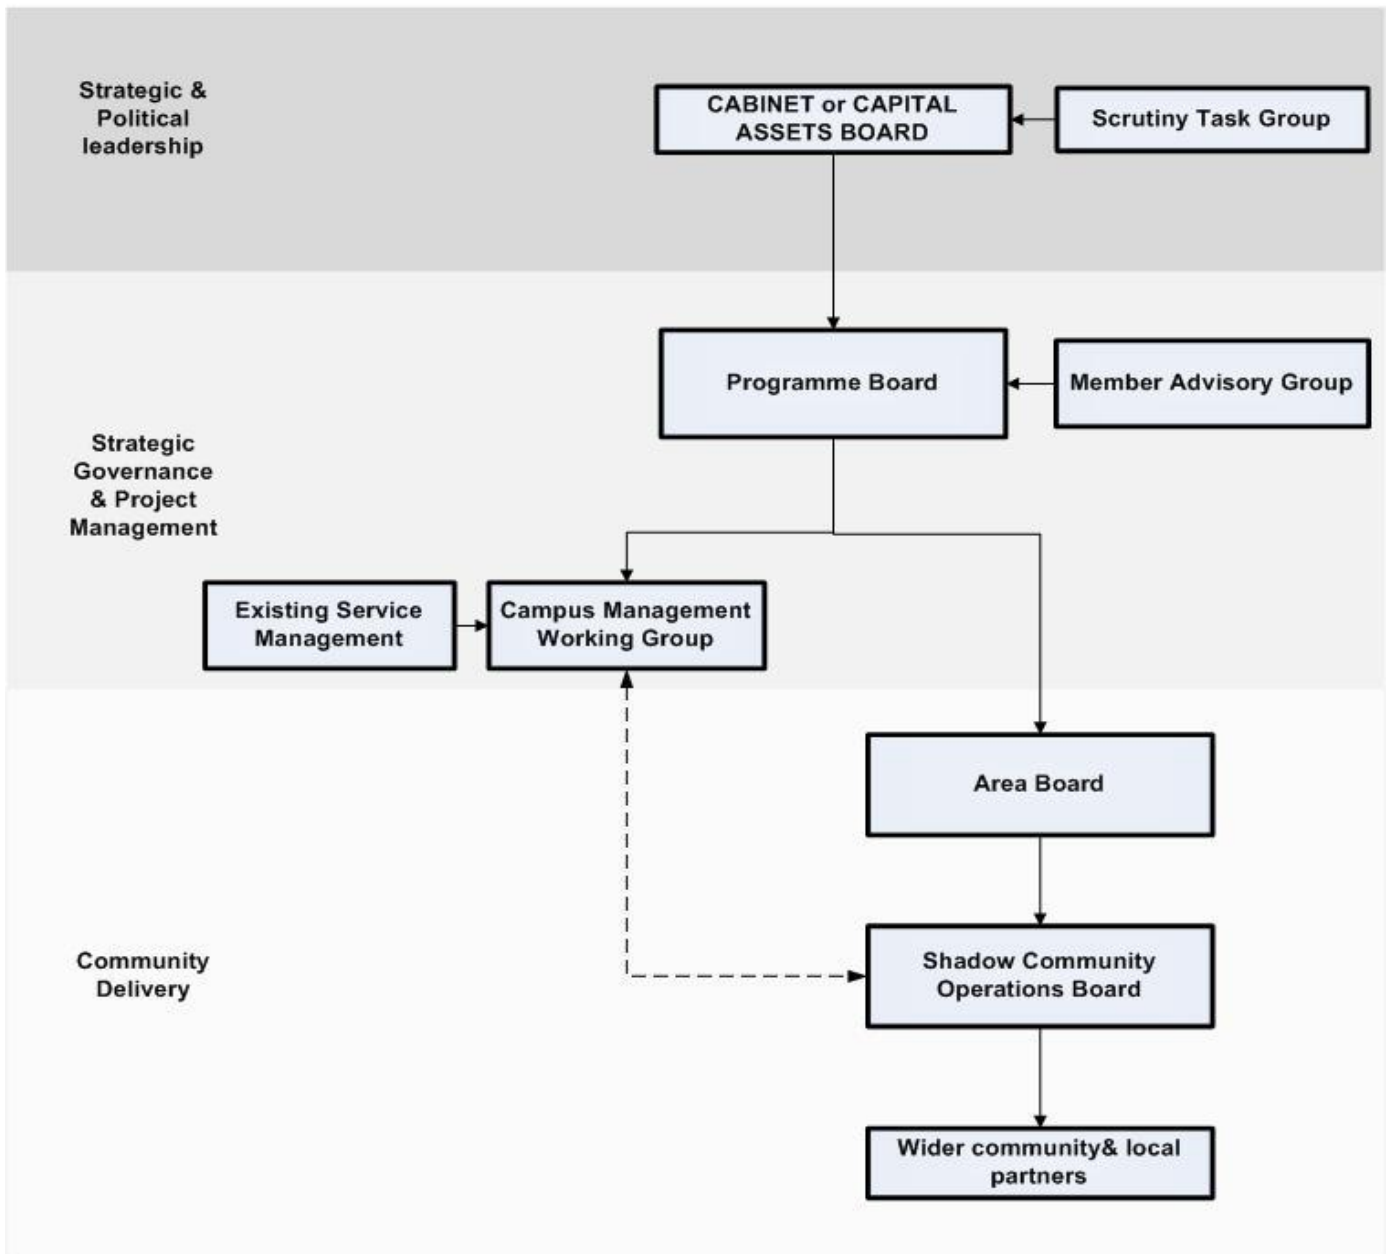 Strategic &
Political
leadership
CABINET or CAPITAL
ASSETS BOARD
Scrutiny Task Group
Programme Board
Member Advisory Group
Strategic
Governance
& Project
Management
Existing Service
Management
Campus Management
Working Group
Area Board
Community
Delivery
Shadow Community
Operations Board
Wider community& local
partners